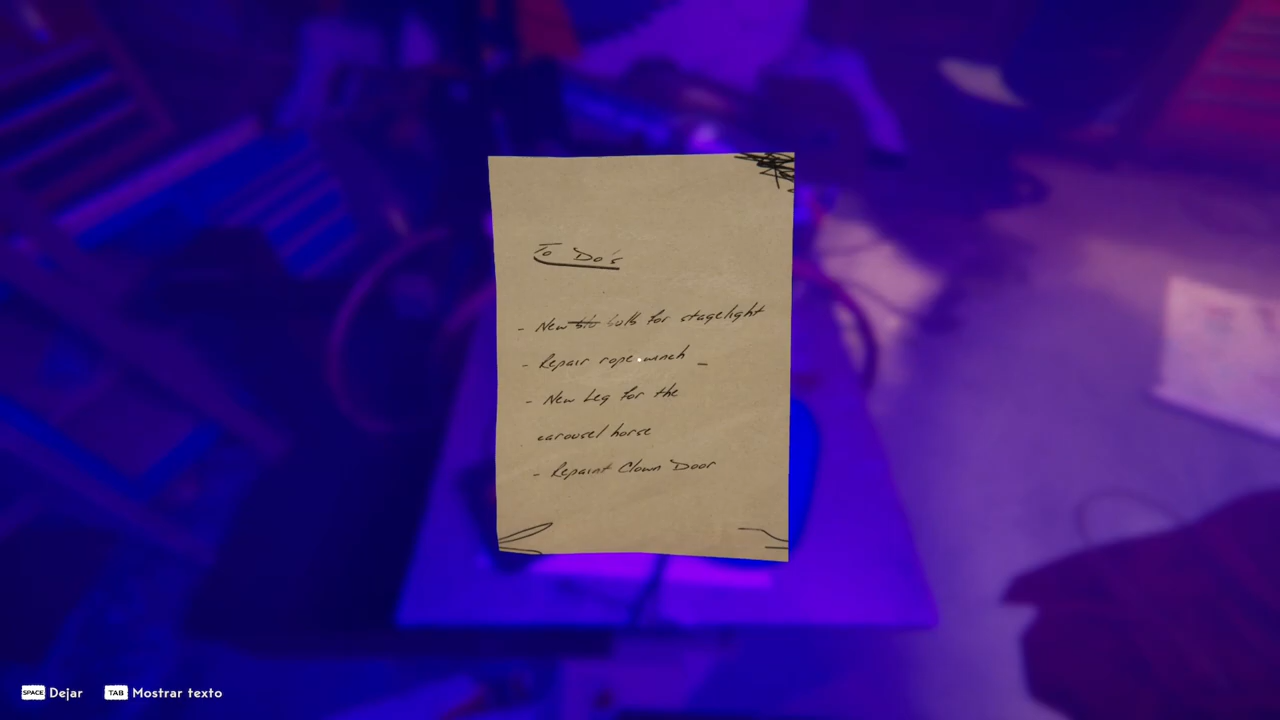 To Do's
- New blu bulb for stagelight
- Repair rope winch -
- New Leg for the
carousel horse
- Repaint Clown Door
SPACE Dejar TAB Mostrar texto